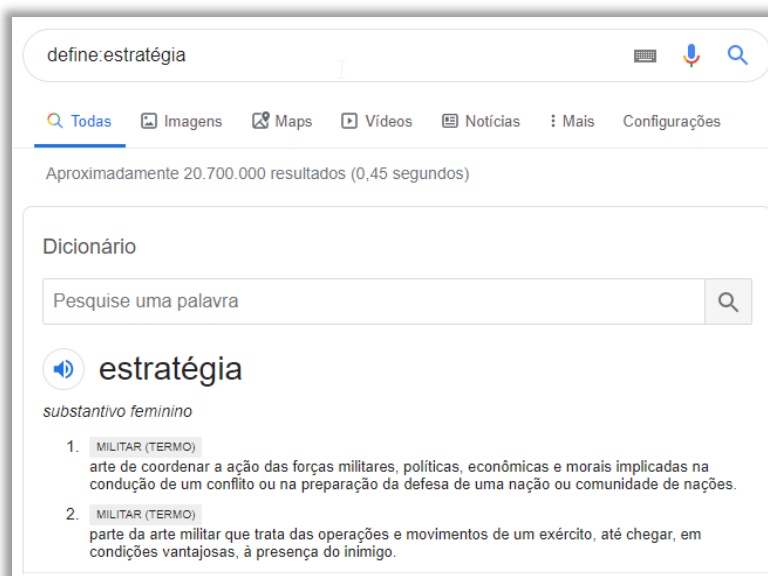 define:estratégia
Todas Imagens Maps Vídeos Notícias Mais Configurações
Aproximadamente 20.700.000 resultados (0,45 segundos)
Dicionário
Pesquise uma palavra
estratégia
substantivo feminino
1. MILITAR (TERMO)
arte de coordenar a ação das forças militares, políticas, econômicas e morais implicadas na
condução de um conflito ou na preparação da defesa de uma nação ou comunidade de nações.
2. MILITAR (TERMO)
parte da arte militar que trata das operações e movimentos de um exército, até chegar, em
condições vantajosas, à presença do inimigo.